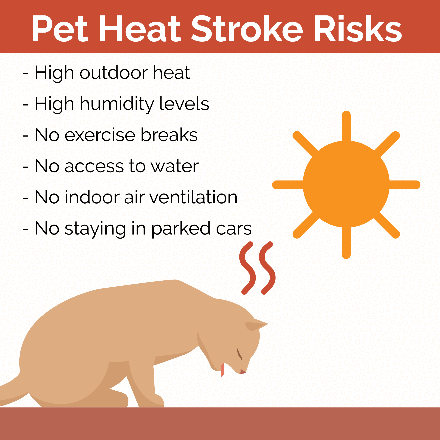 Pet Heat Stroke Risks
- High outdoor heat
- High humidity levels
- No exercise breaks
- No access to water
- No indoor air ventilation
- No staying in parked cars